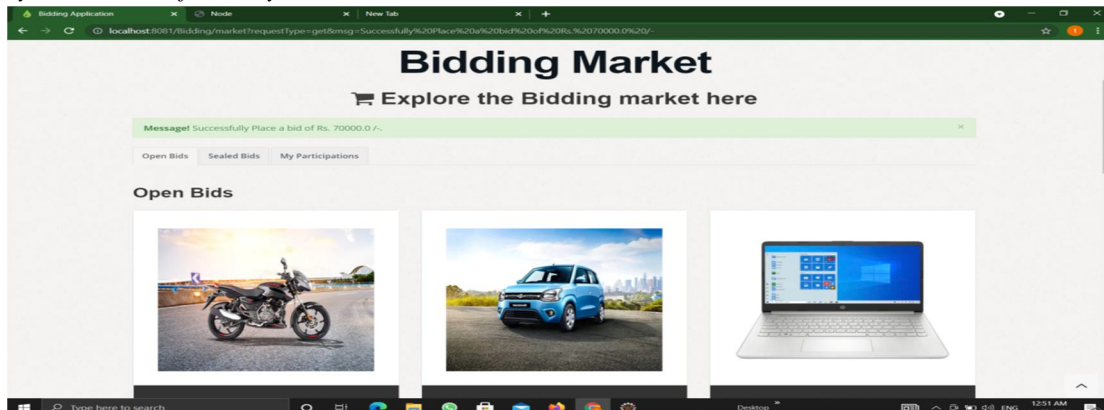 Bidding Application
Node
New Tab
localhost:8081/Bidding/market?requestType=get&msg=Successfully%20Place%20a%20bid%20of%20Rs.%2070000.0%20/-
Bidding Market
Explore the Bidding market here
Message! Successfully Place a bid of Rs. 70000.0 /-.
Open Bids
Sealed Bids
My Participations
Open Bids
Type here to search
Desktop
ENG
12:51 AM